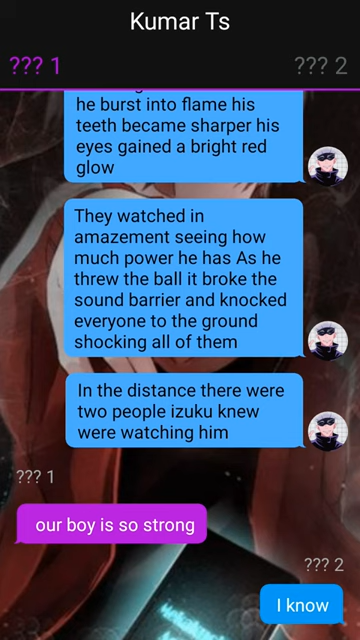 Kumar Ts
??? 1
??? 2
he burst into flame his
teeth became sharper his
eyes gained a bright red
glow
They watched in
amazement seeing how
much power he has As he
threw the ball it broke the
sound barrier and knocked
everyone to the ground
shocking all of them
In the distance there were
two people izuku knew
were watching him
??? 1
our boy is so strong
??? 2
I know